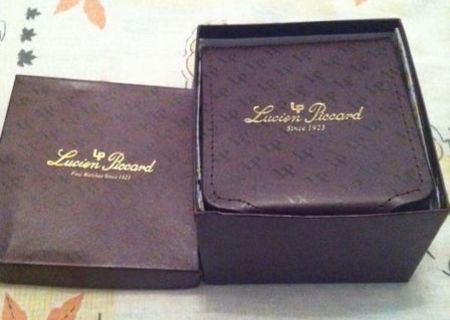 LP
Lucien Piccard
Fine Watches Since 1923
LP
Lucien Piccard
Since 1923